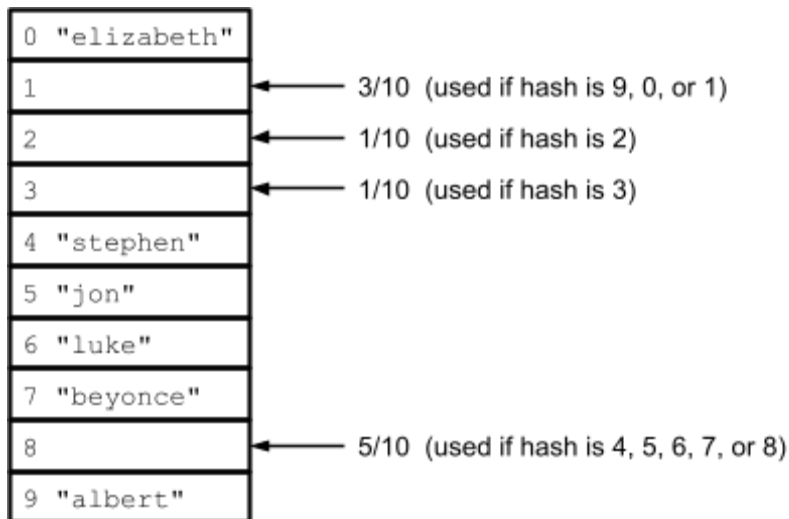 0 "elizabeth"
1 3/10 (used if hash is 9, 0, or 1)
2 1/10 (used if hash is 2)
3 1/10 (used if hash is 3)
4 "stephen"
5 "jon"
6 "luke"
7 "beyonce"
8 5/10 (used if hash is 4, 5, 6, 7, or 8)
9 "albert"